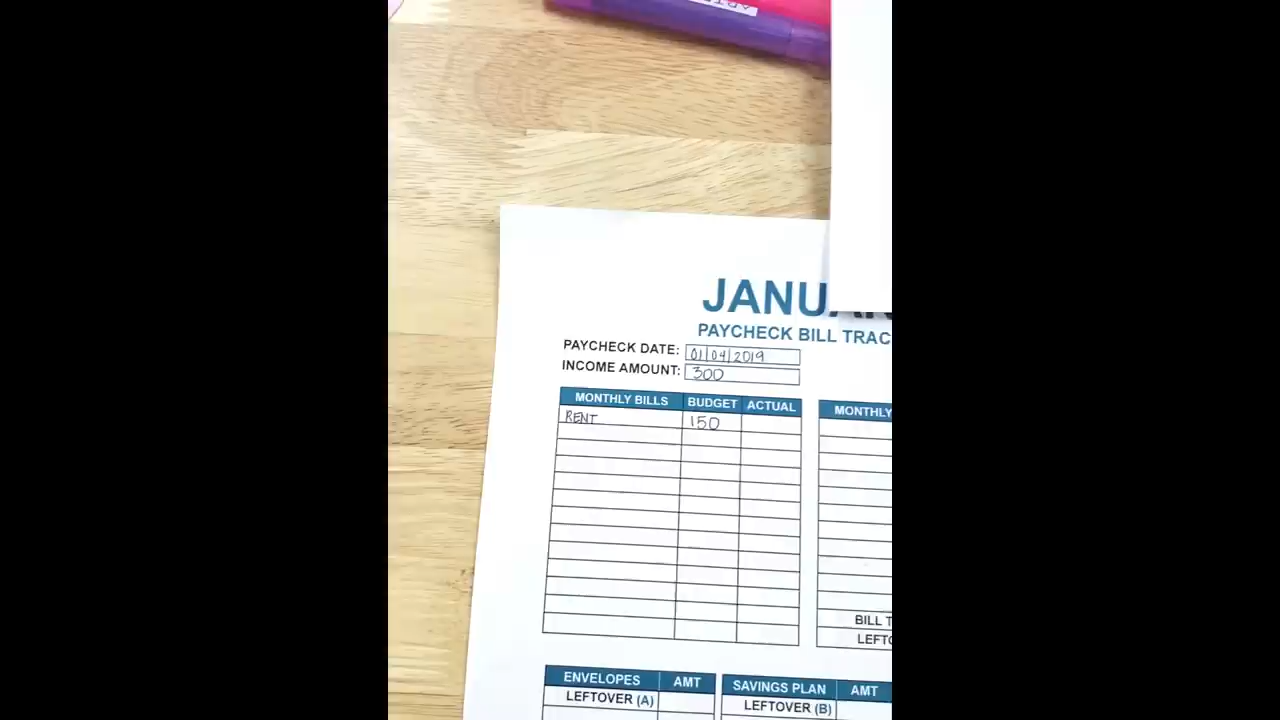 JANUAR
PAYCHECK BILL TRAC
PAYCHECK DATE: 01/04/2019
INCOME AMOUNT: 300
MONTHLY BILLS BUDGET ACTUAL MONTHLY
RENT 150
BILL T
LEFTO
ENVELOPES AMT SAVINGS PLAN AMT
LEFTOVER (A) LEFTOVER (B)